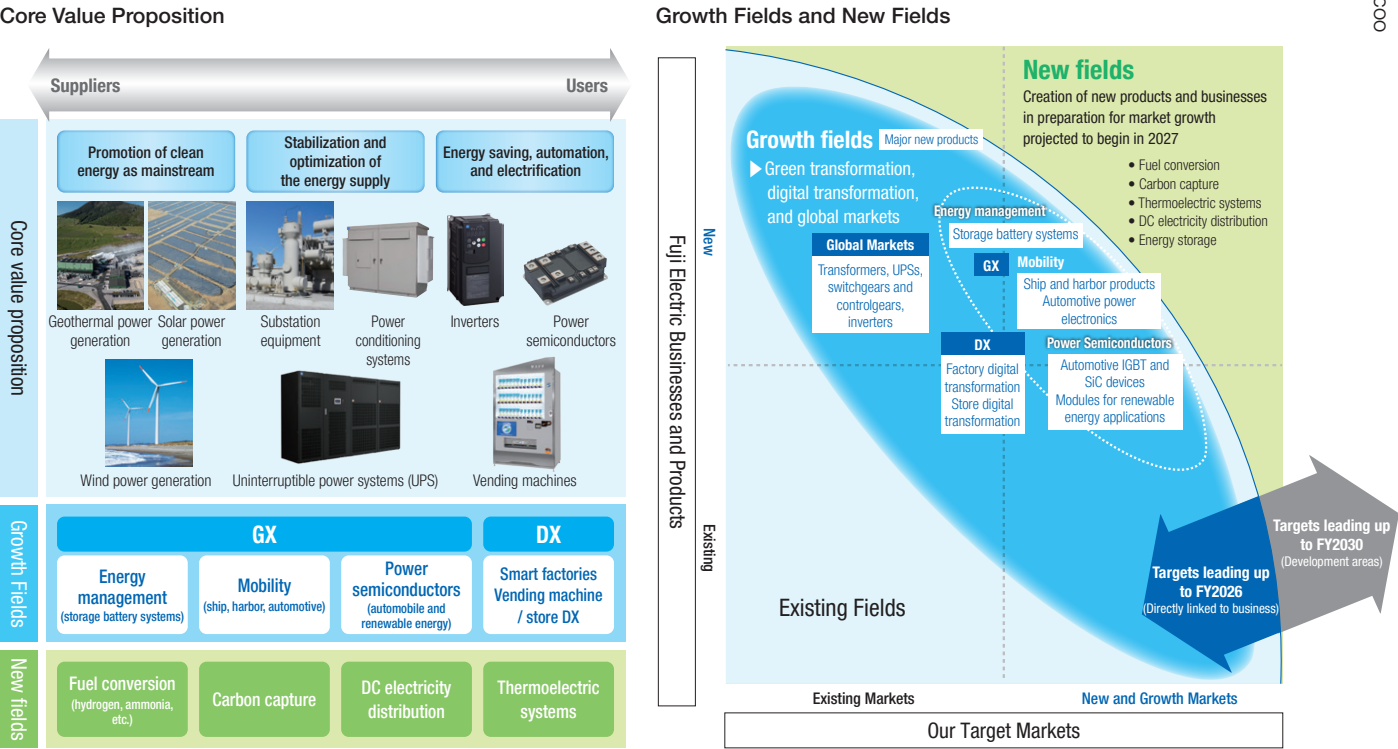 Core Value Proposition
Suppliers
Users
Core value proposition
Promotion of clean
energy as mainstream
Stabilization and
optimization of
the energy supply
Energy saving, automation,
and electrification
Geothermal power
generation
Solar power
generation
Substation
equipment
Power
conditioning
systems
Inverters
Power
semiconductors
Wind power generation
Uninterruptible power systems (UPS)
Vending machines
Growth Fields
GX
DX
Energy
management
(storage battery systems)
Mobility
(ship, harbor, automotive)
Power
semiconductors
(automobile and
renewable energy)
Smart factories
Vending machine
/ store DX
New fields
Fuel conversion
(hydrogen, ammonia,
etc.)
Carbon capture
DC electricity
distribution
Thermoelectric
systems
Growth Fields and New Fields
COO
Fuji Electric Businesses and Products
New
Existing
New fields
Creation of new products and businesses
in preparation for market growth
projected to begin in 2027
• Fuel conversion
• Carbon capture
• Thermoelectric systems
• DC electricity distribution
• Energy storage
Growth fields
Major new products
▶Green transformation,
digital transformation,
and global markets
Energy management
Storage battery systems
Global Markets
Transformers, UPSs,
switchgears and
controlgears,
inverters
GX
Mobility
Ship and harbor products
Automotive power
electronics
DX
Factory digital
transformation
Store digital
transformation
Power Semiconductors
Automotive IGBT and
SiC devices
Modules for renewable
energy applications
Existing Fields
Targets leading up
to FY2026
(Directly linked to business)
Targets leading up
to FY2030
(Development areas)
Existing Markets
New and Growth Markets
Our Target Markets